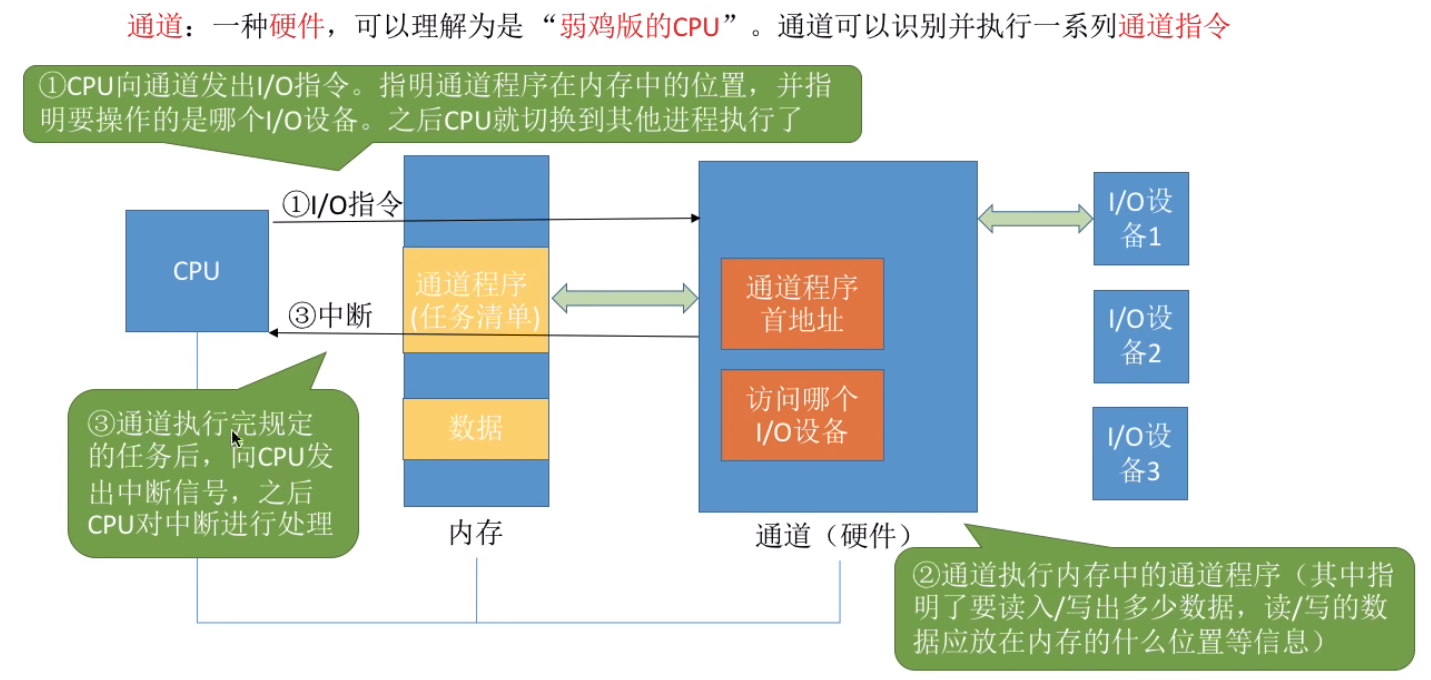 通道：一种硬件，可以理解为是“弱鸡版的CPU”。通道可以识别并执行一系列通道指令
①CPU向通道发出I/O指令。指明通道程序在内存中的位置，并指
明要操作的是哪个I/O设备。之后CPU就切换到其他进程执行了
①I/O指令
CPU
③中断
通道程序
(任务清单)
数据
内存
通道程序
首地址
访问哪个
I/O设备
通道（硬件）
I/O设
备1
I/O设
备2
I/O设
备3
③通道执行完规定
的任务后，向CPU发
出中断信号，之后
CPU对中断进行处理
②通道执行内存中的通道程序（其中指
明了要读入/写出多少数据，读/写的数
据应放在内存的什么位置等信息）